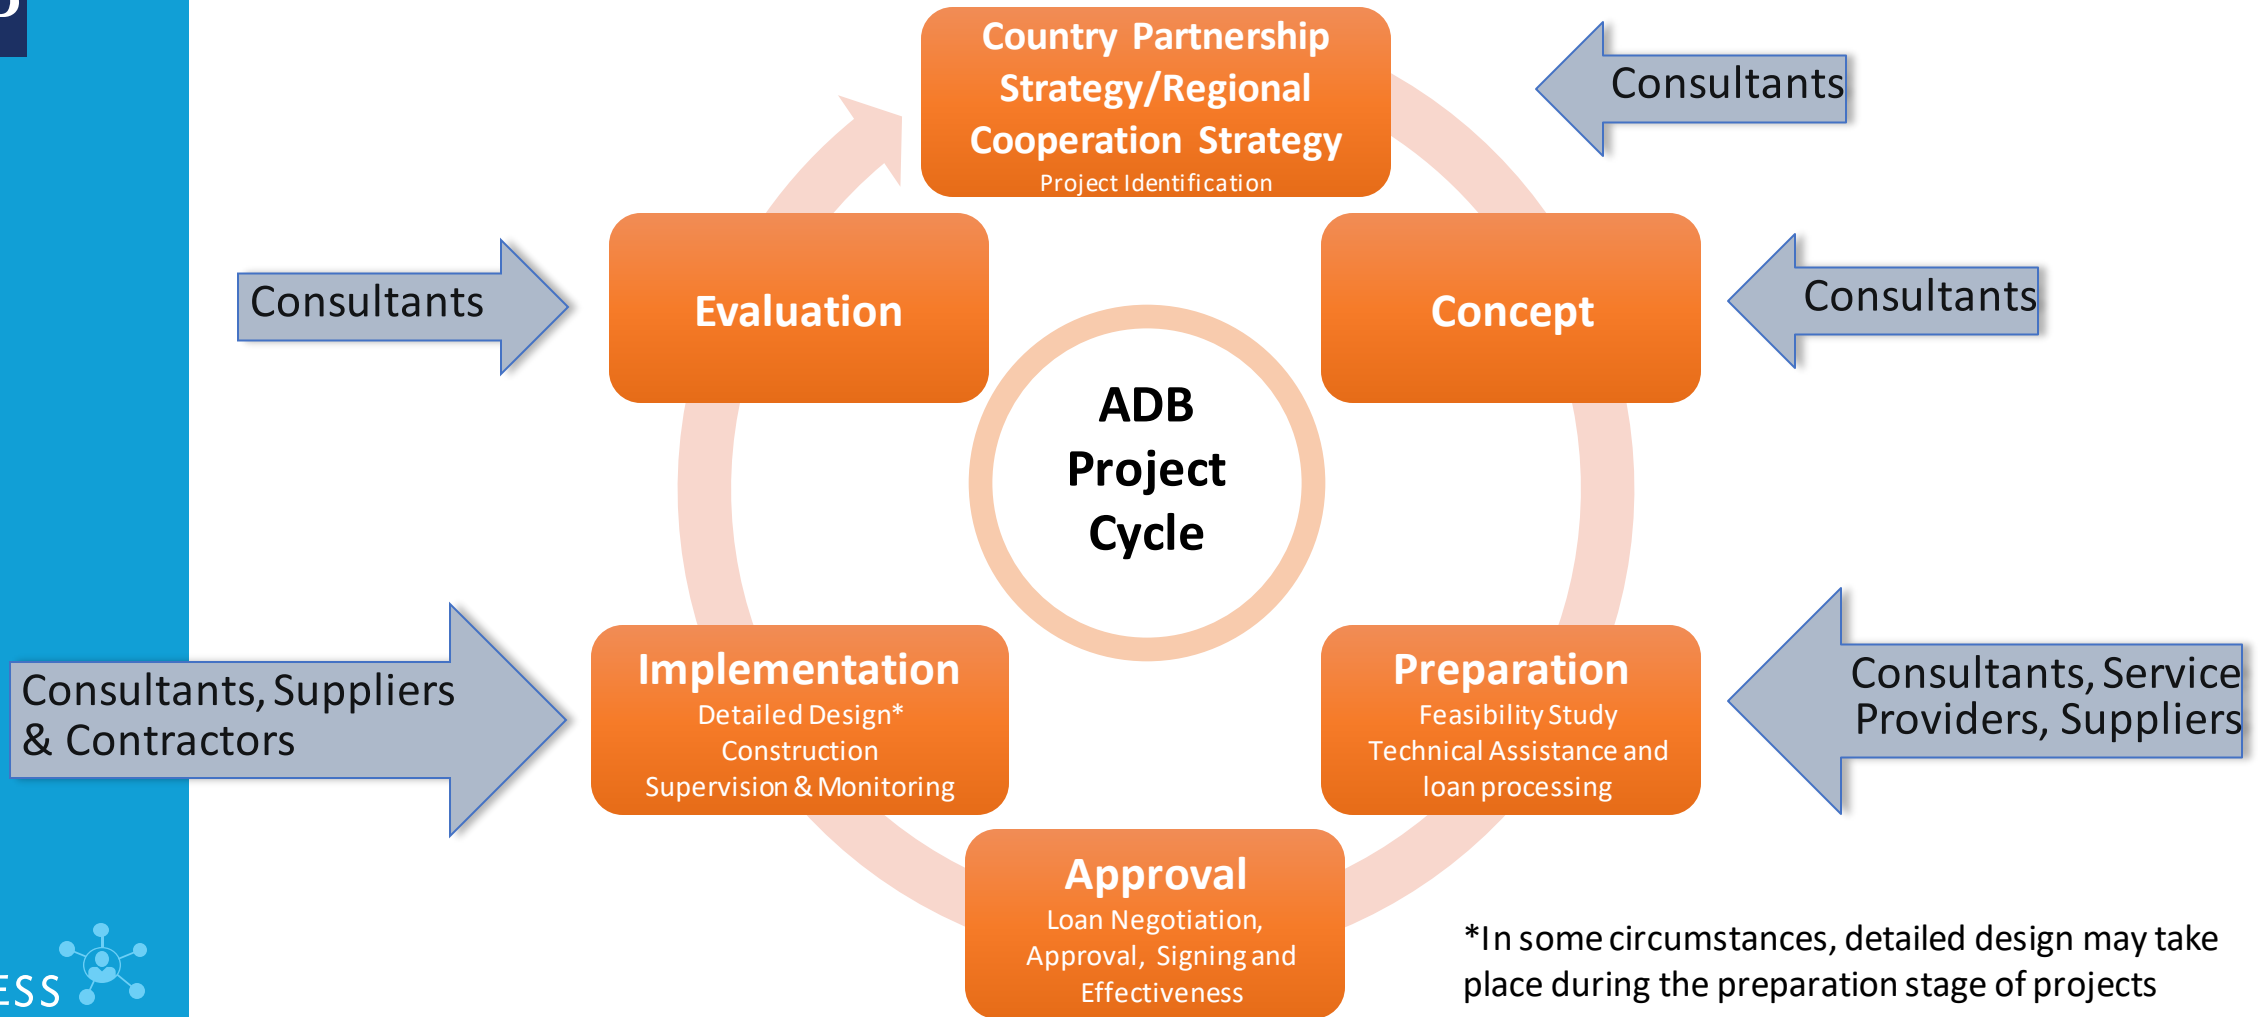 Country Partnership
Strategy/Regional
Cooperation Strategy
Project Identification
Consultants
Concept
Consultants
Preparation
Feasibility Study
Technical Assistance and
loan processing
Consultants, Service
Providers, Suppliers
Approval
Loan Negotiation,
Approval, Signing and
Effectiveness
Implementation
Detailed Design*
Construction
Supervision & Monitoring
Consultants, Suppliers
& Contractors
Evaluation
Consultants
ADB
Project
Cycle
*In some circumstances, detailed design may take
place during the preparation stage of projects
ESS